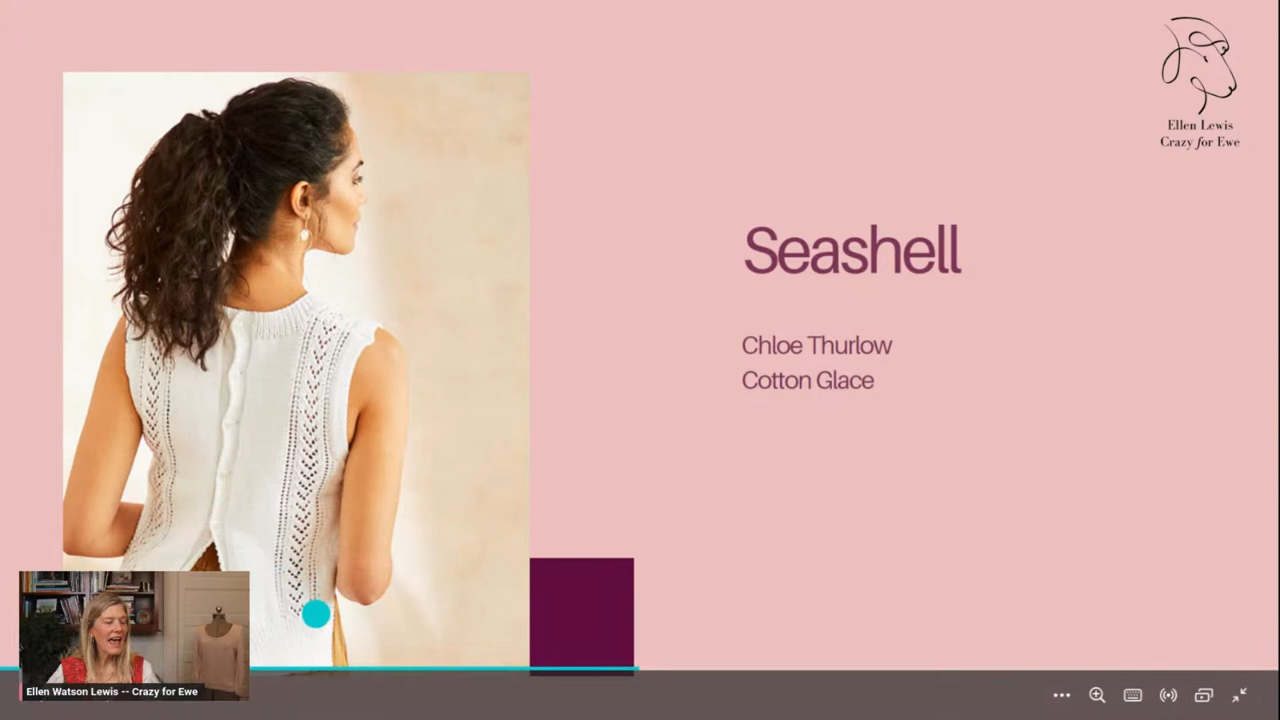 Ellen Lewis
Crazy for Ewe
Seashell
Chloe Thurlow
Cotton Glace
Ellen Watson Lewis -- Crazy for Ewe